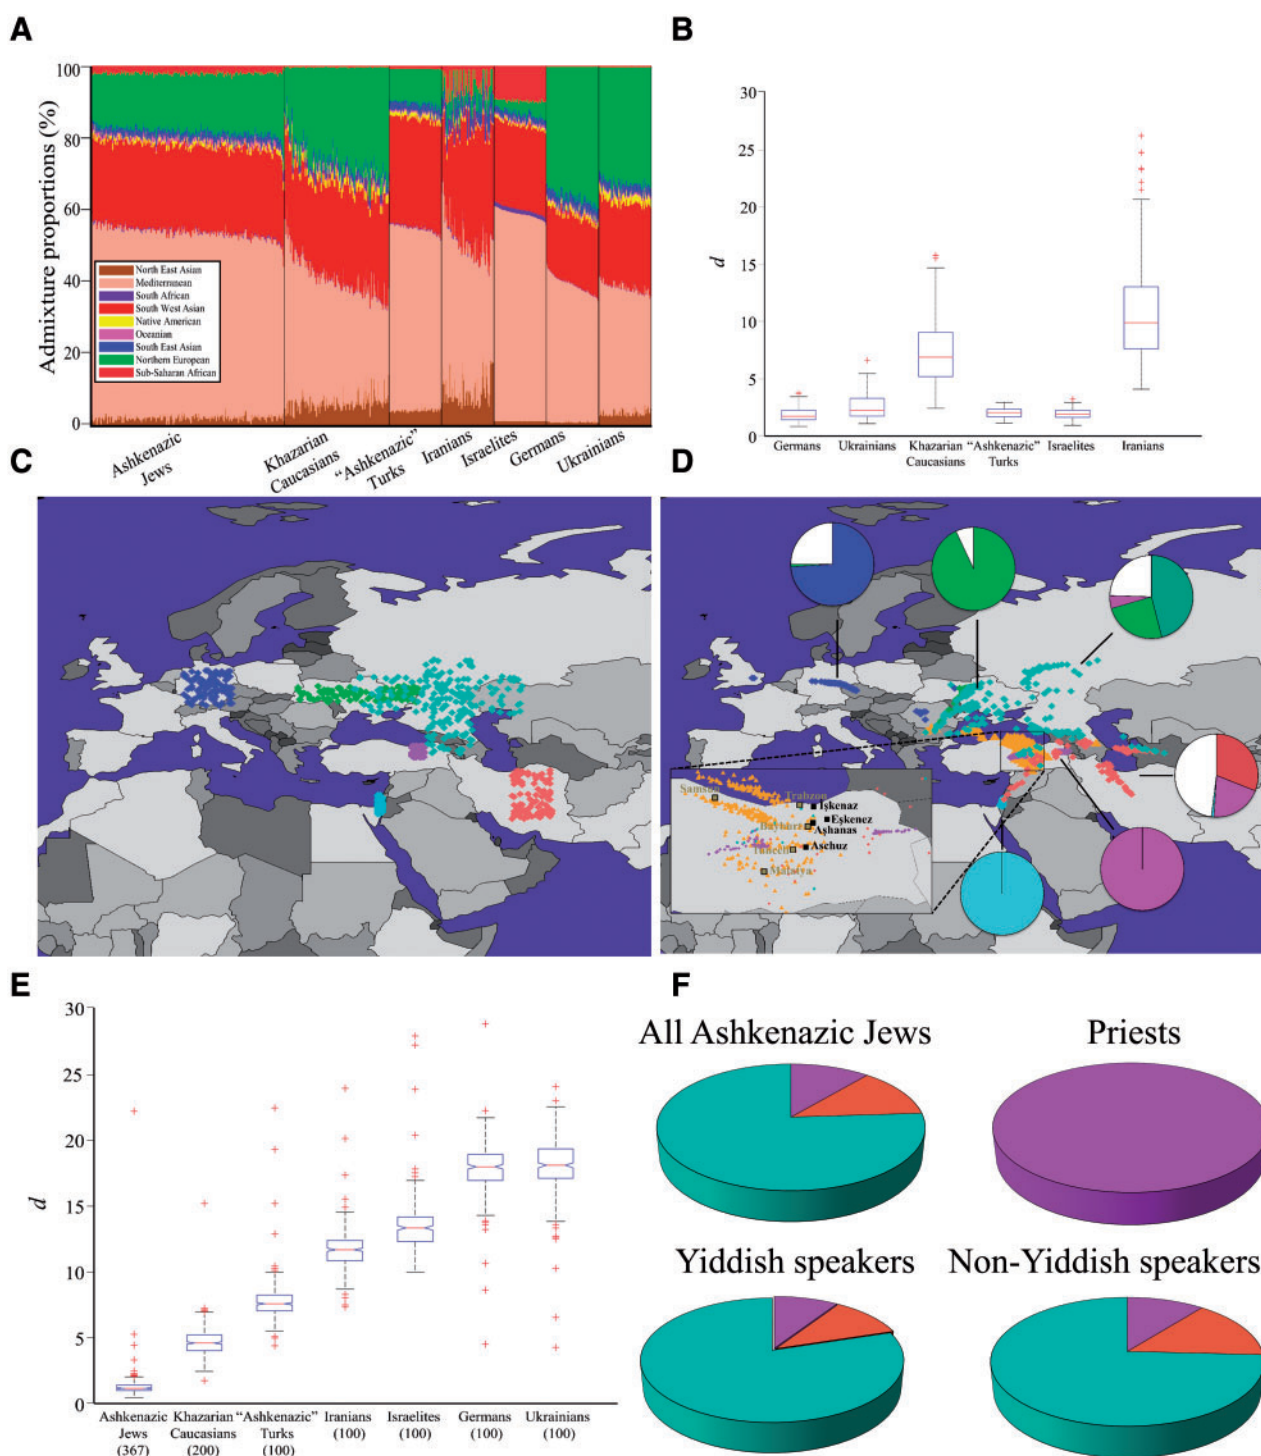 A
100
80
60
40
20
0
Admixture proportions (%)
North East Asian
Mediterranean
South African
South West Asian
Native American
Oceanian
South East Asian
Northern European
Sub-Saharan African
Ashkenazic
Jews
Khazarian
Caucasians
"Ashkenazic"
Turks
Iranians
Israelites
Germans
Ukrainians
B
30
25
20
15
10
5
0
d
Germans
Ukrainians
Khazarian
Caucasians
"Ashkenazic"
Turks
Israelites
Iranians
C
D
Samsun
Trabzon
Işkenaz
Eşkenez
Bayburt
Aşhanas
Tunceli
Aschuz
Malatya
E
30
25
20
15
10
5
0
d
Ashkenazic
Jews
(367)
Khazarian
Caucasians
(200)
"Ashkenazic"
Turks
(100)
Iranians
(100)
Israelites
(100)
Germans
(100)
Ukrainians
(100)
F
All Ashkenazic Jews
Priests
Yiddish speakers
Non-Yiddish speakers